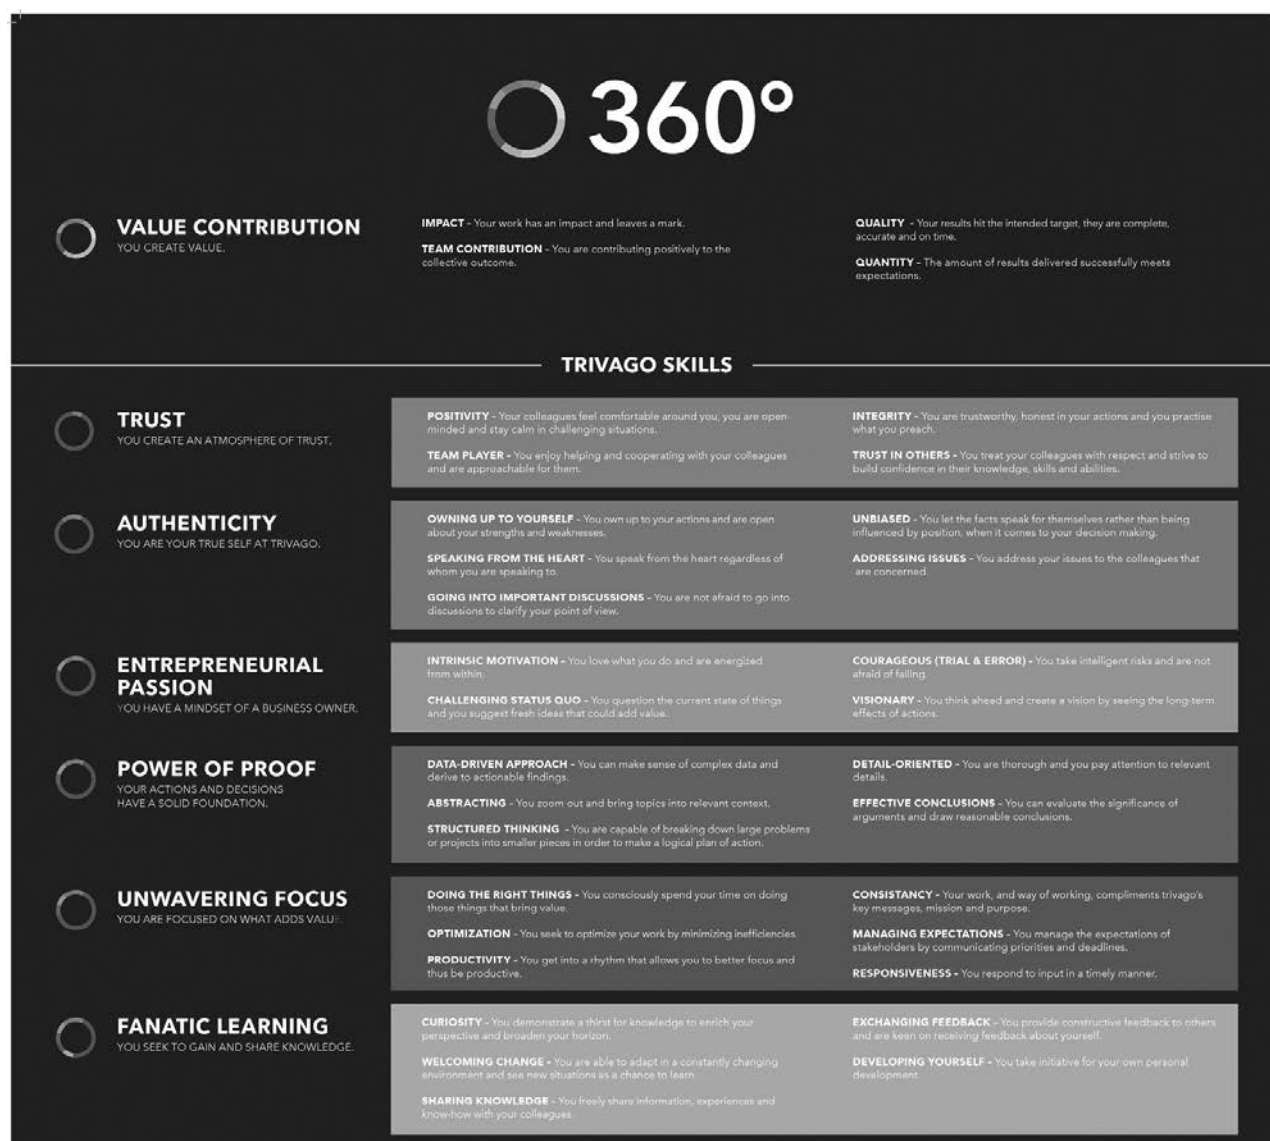 360°
VALUE CONTRIBUTION
YOU CREATE VALUE.
IMPACT - Your work has an impact and leaves a mark.
TEAM CONTRIBUTION - You are contributing positively to the
collective outcome.
QUALITY - Your results hit the intended target, they are complete,
accurate and on time.
QUANTITY - The amount of results delivered successfully meets
expectations.
TRIVAGO SKILLS
TRUST
YOU CREATE AN ATMOSPHERE OF TRUST.
POSITIVITY - Your colleagues feel comfortable around you, you are open-
minded and stay calm in challenging situations.
TEAM PLAYER - You enjoy helping and cooperating with your colleagues
and are approachable for them.
INTEGRITY - You are trustworthy, honest in your actions and you practise
what you preach.
TRUST IN OTHERS - You treat your colleagues with respect and strive to
build confidence in their knowledge, skills and abilities.
AUTHENTICITY
YOU ARE YOUR TRUE SELF AT TRIVAGO.
OWNING UP TO YOURSELF - You own up to your actions and are open
about your strengths and weaknesses.
SPEAKING FROM THE HEART - You speak from the heart regardless of
whom you are speaking to.
GOING INTO IMPORTANT DISCUSSIONS - You are not afraid to go into
discussions to clarify your point of view.
UNBIASED - You let the facts speak for themselves rather than being
influenced by position, when it comes to your decision making.
ADDRESSING ISSUES - You address your issues to the colleagues that
are concerned.
ENTREPRENEURIAL
PASSION
YOU HAVE A MINDSET OF A BUSINESS OWNER.
INTRINSIC MOTIVATION - You love what you do and are energized
from within.
CHALLENGING STATUS QUO - You question the current state of things
and you suggest fresh ideas that could add value.
COURAGEOUS (TRIAL & ERROR) - You take intelligent risks and are not
afraid of failing.
VISIONARY - You think ahead and create a vision by seeing the long-term
effects of actions.
POWER OF PROOF
YOUR ACTIONS AND DECISIONS
HAVE A SOLID FOUNDATION.
DATA-DRIVEN APPROACH - You can make sense of complex data and
derive to actionable findings.
ABSTRACTING - You zoom out and bring topics into relevant context.
STRUCTURED THINKING - You are capable of breaking down large problems
or projects into smaller pieces in order to make a logical plan of action.
DETAIL-ORIENTED - You are thorough and you pay attention to relevant
details.
EFFECTIVE CONCLUSIONS - You can evaluate the significance of
arguments and draw reasonable conclusions.
UNWAVERING FOCUS
YOU ARE FOCUSED ON WHAT ADDS VALUE.
DOING THE RIGHT THINGS - You consciously spend your time on doing
those things that bring value.
OPTIMIZATION - You seek to optimize your work by minimizing inefficiencies.
PRODUCTIVITY - You get into a rhythm that allows you to better focus and
thus be productive.
CONSISTANCY - Your work, and way of working, compliments trivago's
key messages, mission and purpose.
MANAGING EXPECTATIONS - You manage the expectations of
stakeholders by communicating priorities and deadlines.
RESPONSIVENESS - You respond to input in a timely manner.
FANATIC LEARNING
YOU SEEK TO GAIN AND SHARE KNOWLEDGE.
CURIOSITY - You demonstrate a thirst for knowledge to enrich your
perspective and broaden your horizon.
WELCOMING CHANGE - You are able to adapt in a constantly changing
environment and see new situations as a chance to learn.
SHARING KNOWLEDGE - You freely share information, experiences and
know-how with your colleagues.
EXCHANGING FEEDBACK - You provide constructive feedback to others
and are keen on receiving feedback about yourself.
DEVELOPING YOURSELF - You take initiative for your own personal
development.